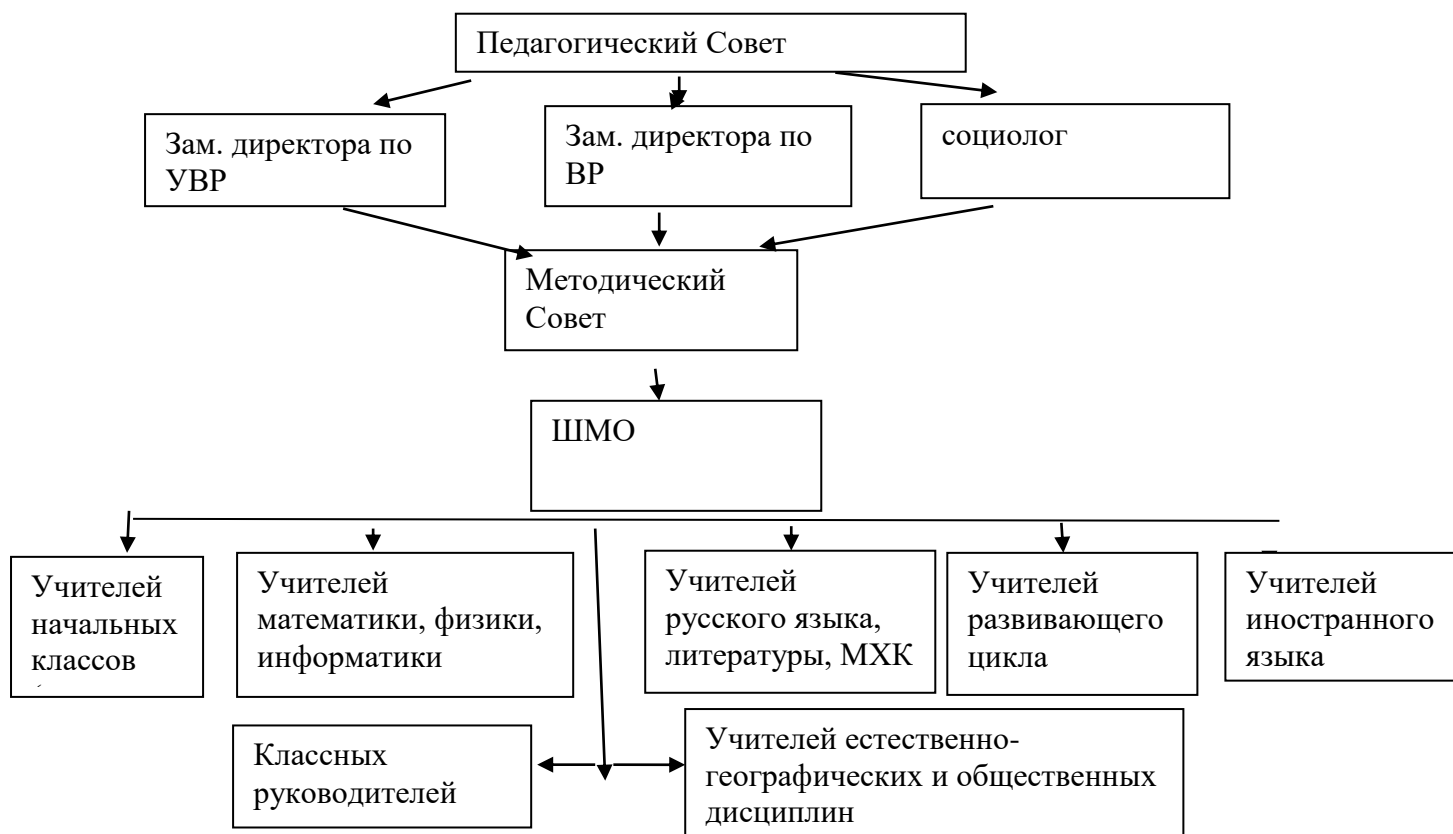 Педагогический Совет
Зам. директора по
УВР
Зам. директора по
ВР
социолог
Методический
Совет
ШМО
Учителей
начальных
классов
Учителей
математики, физики,
информатики
Учителей
русского языка,
литературы, МХК
Учителей
развивающего
цикла
Учителей
иностранного
языка
Классных
руководителей
Учителей естественно-
географических и общественных
дисциплин